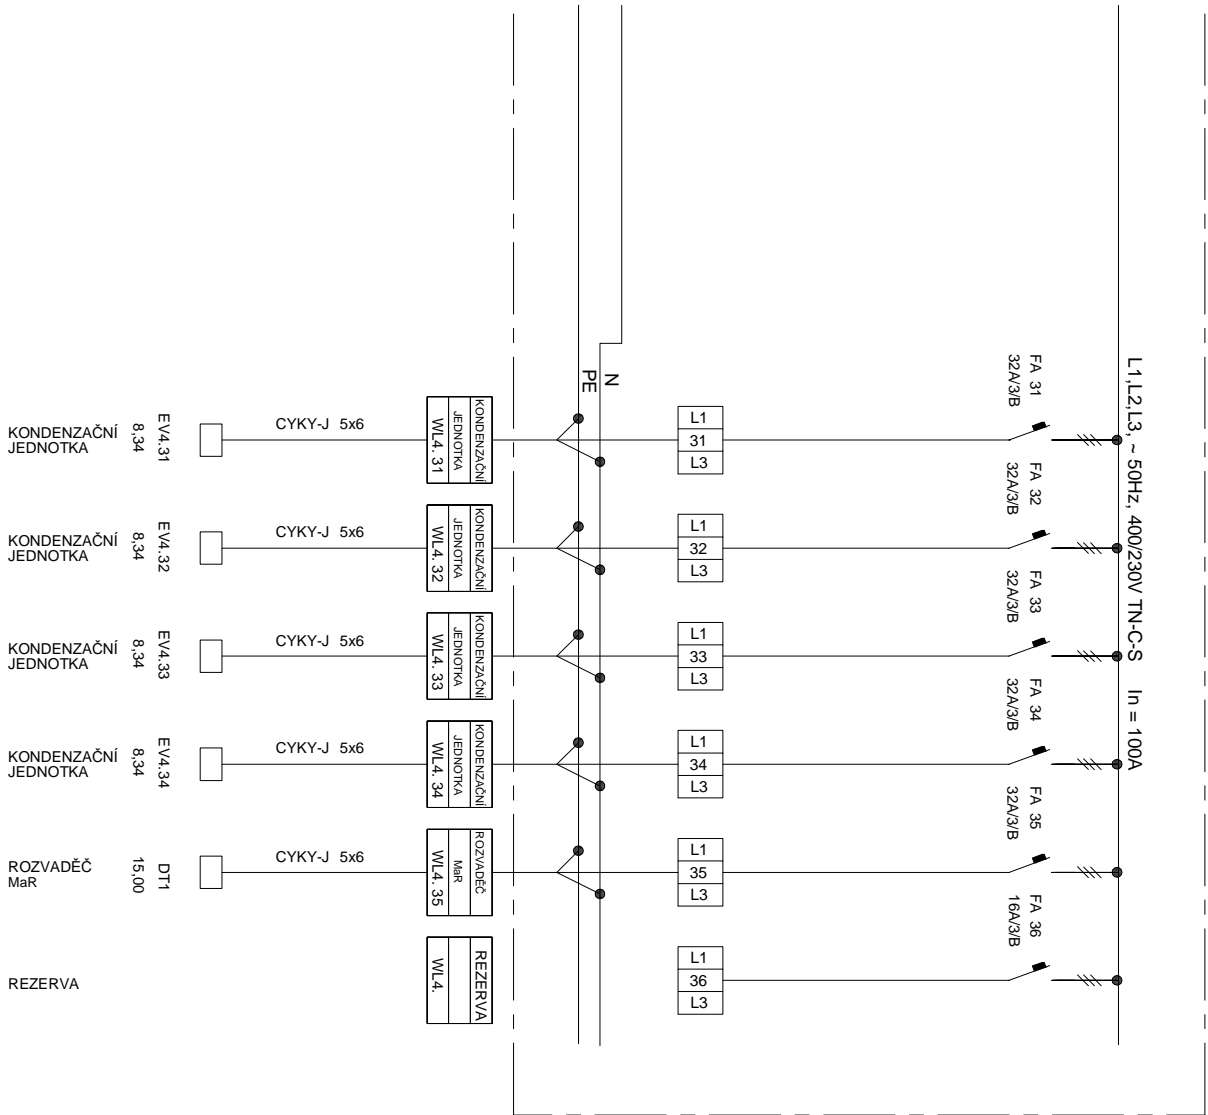 L1,L2,L3, ~ 50Hz, 400/230V TN-C-S In = 100A
N
PE
KONDENZAČNÍ
JEDNOTKA
8,34
EV4.31
CYKY-J 5x6
KONDENZAČNÍ
JEDNOTKA
WL4. 31
L1
31
L3
FA 31
32A/3/B
KONDENZAČNÍ
JEDNOTKA
8,34
EV4.32
CYKY-J 5x6
KONDENZAČNÍ
JEDNOTKA
WL4. 32
L1
32
L3
FA 32
32A/3/B
KONDENZAČNÍ
JEDNOTKA
8,34
EV4.33
CYKY-J 5x6
KONDENZAČNÍ
JEDNOTKA
WL4. 33
L1
33
L3
FA 33
32A/3/B
KONDENZAČNÍ
JEDNOTKA
8,34
EV4.34
CYKY-J 5x6
KONDENZAČNÍ
JEDNOTKA
WL4. 34
L1
34
L3
FA 34
32A/3/B
ROZVADĚČ
MaR
15,00
DT1
CYKY-J 5x6
ROZVADĚČ
MaR
WL4. 35
L1
35
L3
FA 35
32A/3/B
REZERVA
REZERVA
WL4.
L1
36
L3
FA 36
16A/3/B